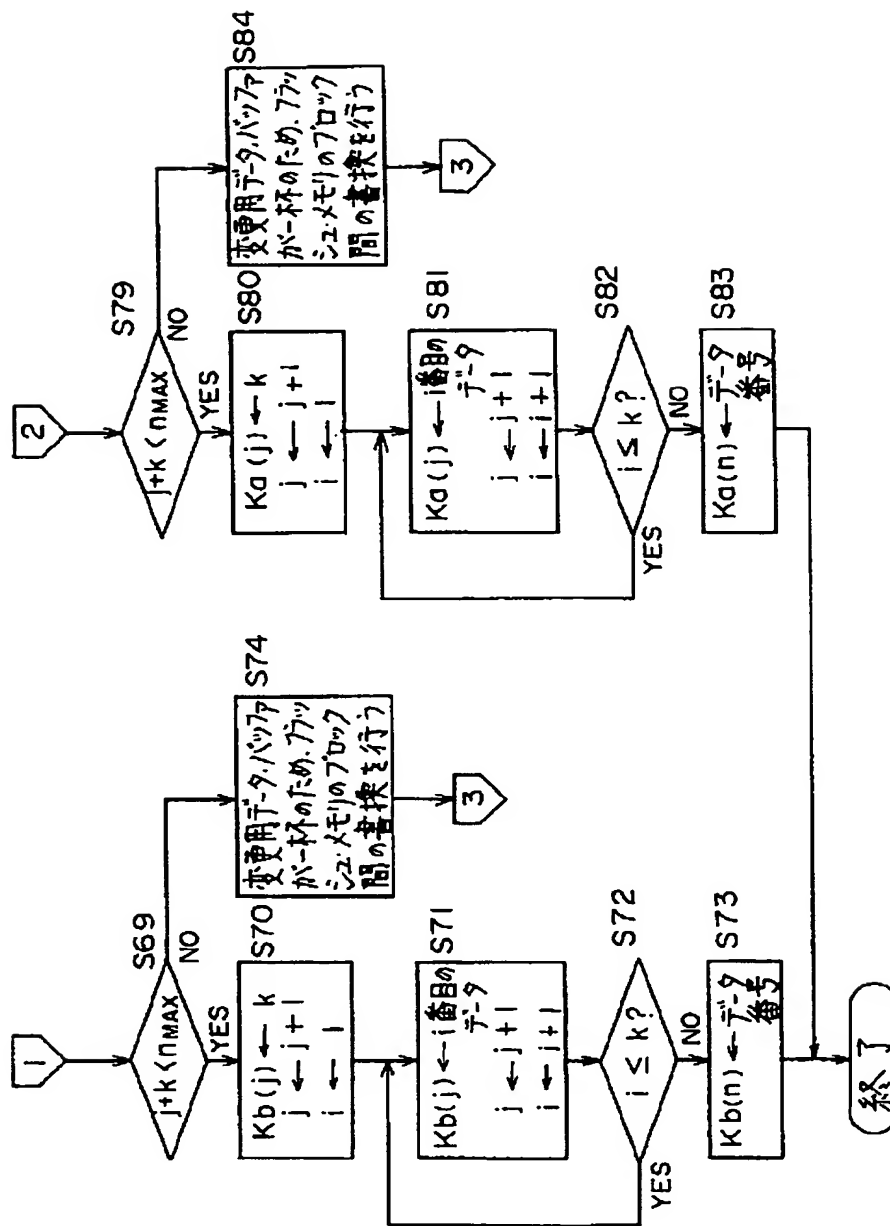 1
S69
j+k<nMAX
NO
YES
S70
Kb(j)←k
j←j+1
i←1
S74
変更用データ・バッファ
が一杯のため、フラッ
シュ・メモリのブロック
間の書換を行う
3
S71
Kb(j)←i番目の
データ
j←j+1
i←i+1
S72
i≤k?
YES
NO
S73
Kb(n)←データ
番号
終了
2
S79
j+k<nMAX
NO
YES
S80
Ka(j)←k
j←j+1
i←1
S84
変更用データ・バッファ
が一杯のため、フラッ
シュ・メモリのブロック
間の書換を行う
3
S81
Ka(j)←i番目の
データ
j←j+1
i←i+1
S82
i≤k?
YES
NO
S83
Ka(n)←データ
番号